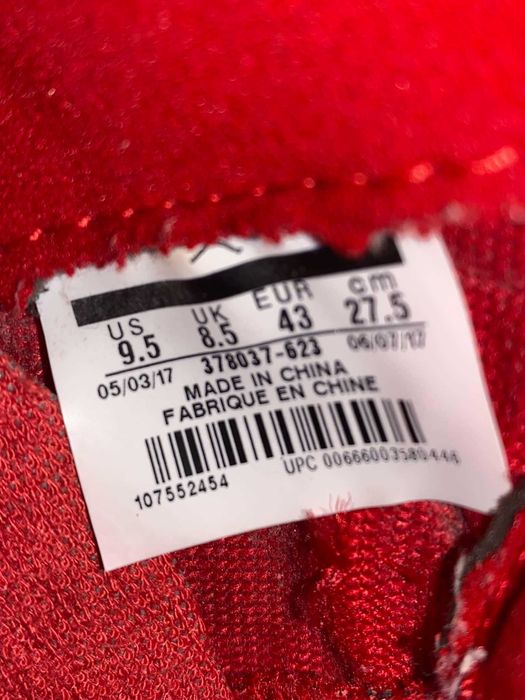 US UK EUR cm
9.5 8.5 43 27.5
05/03/17 378037-623 06/07/17
MADE IN CHINA
FABRIQUE EN CHINE
107552454 UPC 00666003580446